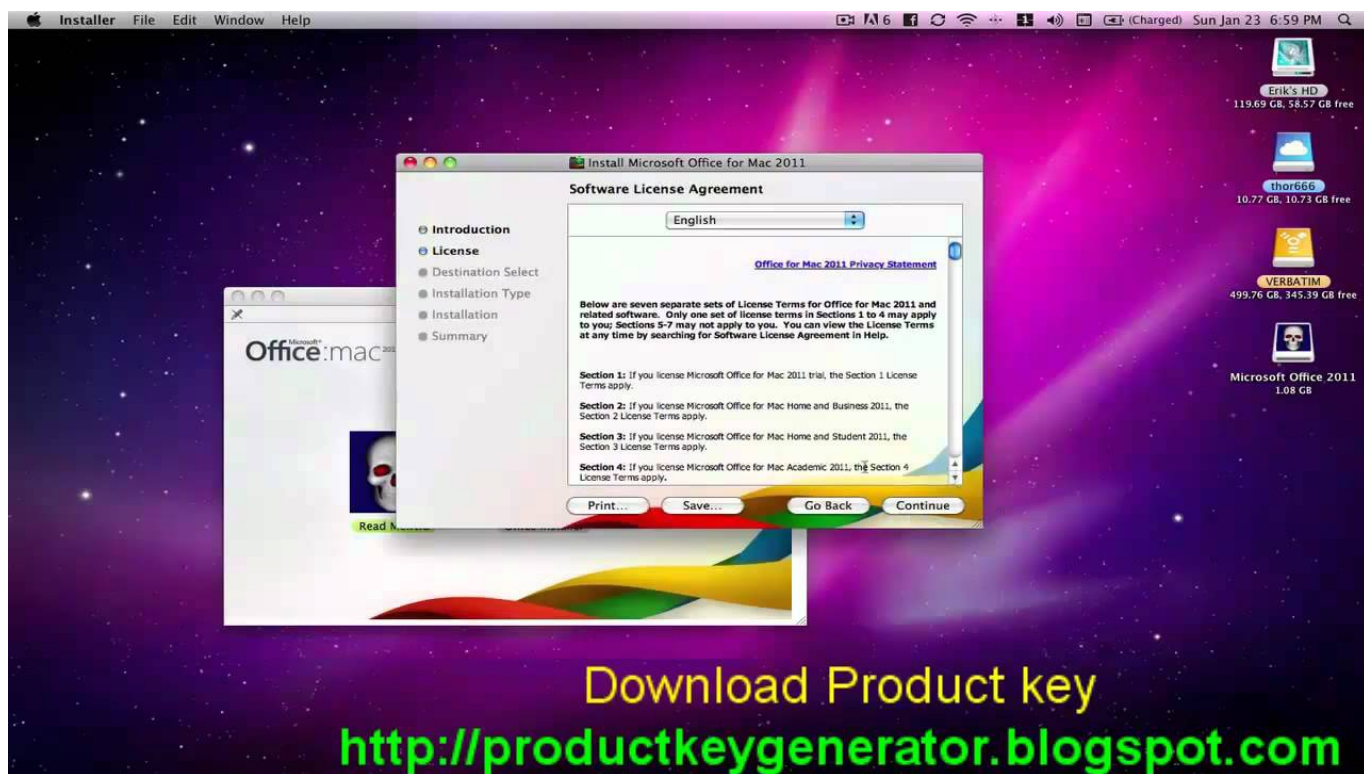 Installer File Edit Window Help
6 (Charged) Sun Jan 23 6:59 PM
Erik's HD
119.69 GB, 58.57 GB free
thor666
10.77 GB, 10.73 GB free
VERBATIM
499.76 GB, 345.39 GB free
Microsoft Office 2011
1.08 GB
Install Microsoft Office for Mac 2011
Software License Agreement
Introduction
License
Destination Select
Installation Type
Installation
Summary
English
Office for Mac 2011 Privacy Statement
Below are seven separate sets of License Terms for Office for Mac 2011 and
related software. Only one set of license terms in Sections 1 to 4 may apply
to you; Sections 5-7 may not apply to you. You can view the License Terms
at any time by searching for Software License Agreement in Help.
Section 1: If you license Microsoft Office for Mac 2011 trial, the Section 1 License
Terms apply.
Section 2: If you license Microsoft Office for Mac Home and Business 2011, the
Section 2 License Terms apply.
Section 3: If you license Microsoft Office for Mac Home and Student 2011, the
Section 3 License Terms apply.
Section 4: If you license Microsoft Office for Mac Academic 2011, the Section 4
License Terms apply.
Print... Save... Go Back Continue
Microsoft®
Office:mac 2011
Read
Download Product key
http://productkeygenerator.blogspot.com